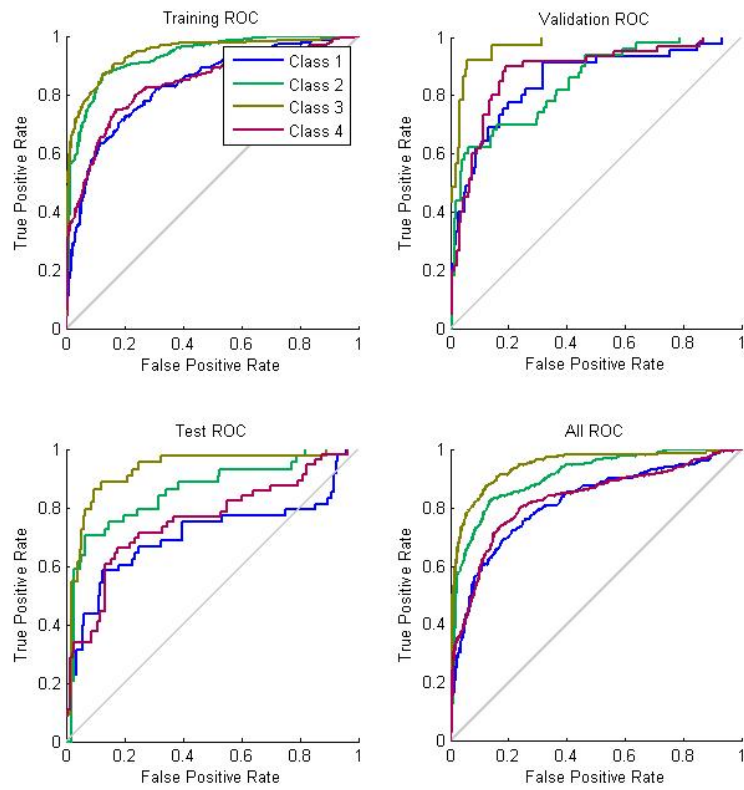 Training ROC
True Positive Rate
1
0.8
0.6
0.4
0.2
0
0 0.2 0.4 0.6 0.8 1
False Positive Rate
Class 1
Class 2
Class 3
Class 4
Validation ROC
True Positive Rate
1
0.8
0.6
0.4
0.2
0
0 0.2 0.4 0.6 0.8 1
False Positive Rate
Test ROC
True Positive Rate
1
0.8
0.6
0.4
0.2
0
0 0.2 0.4 0.6 0.8 1
False Positive Rate
All ROC
True Positive Rate
1
0.8
0.6
0.4
0.2
0
0 0.2 0.4 0.6 0.8 1
False Positive Rate